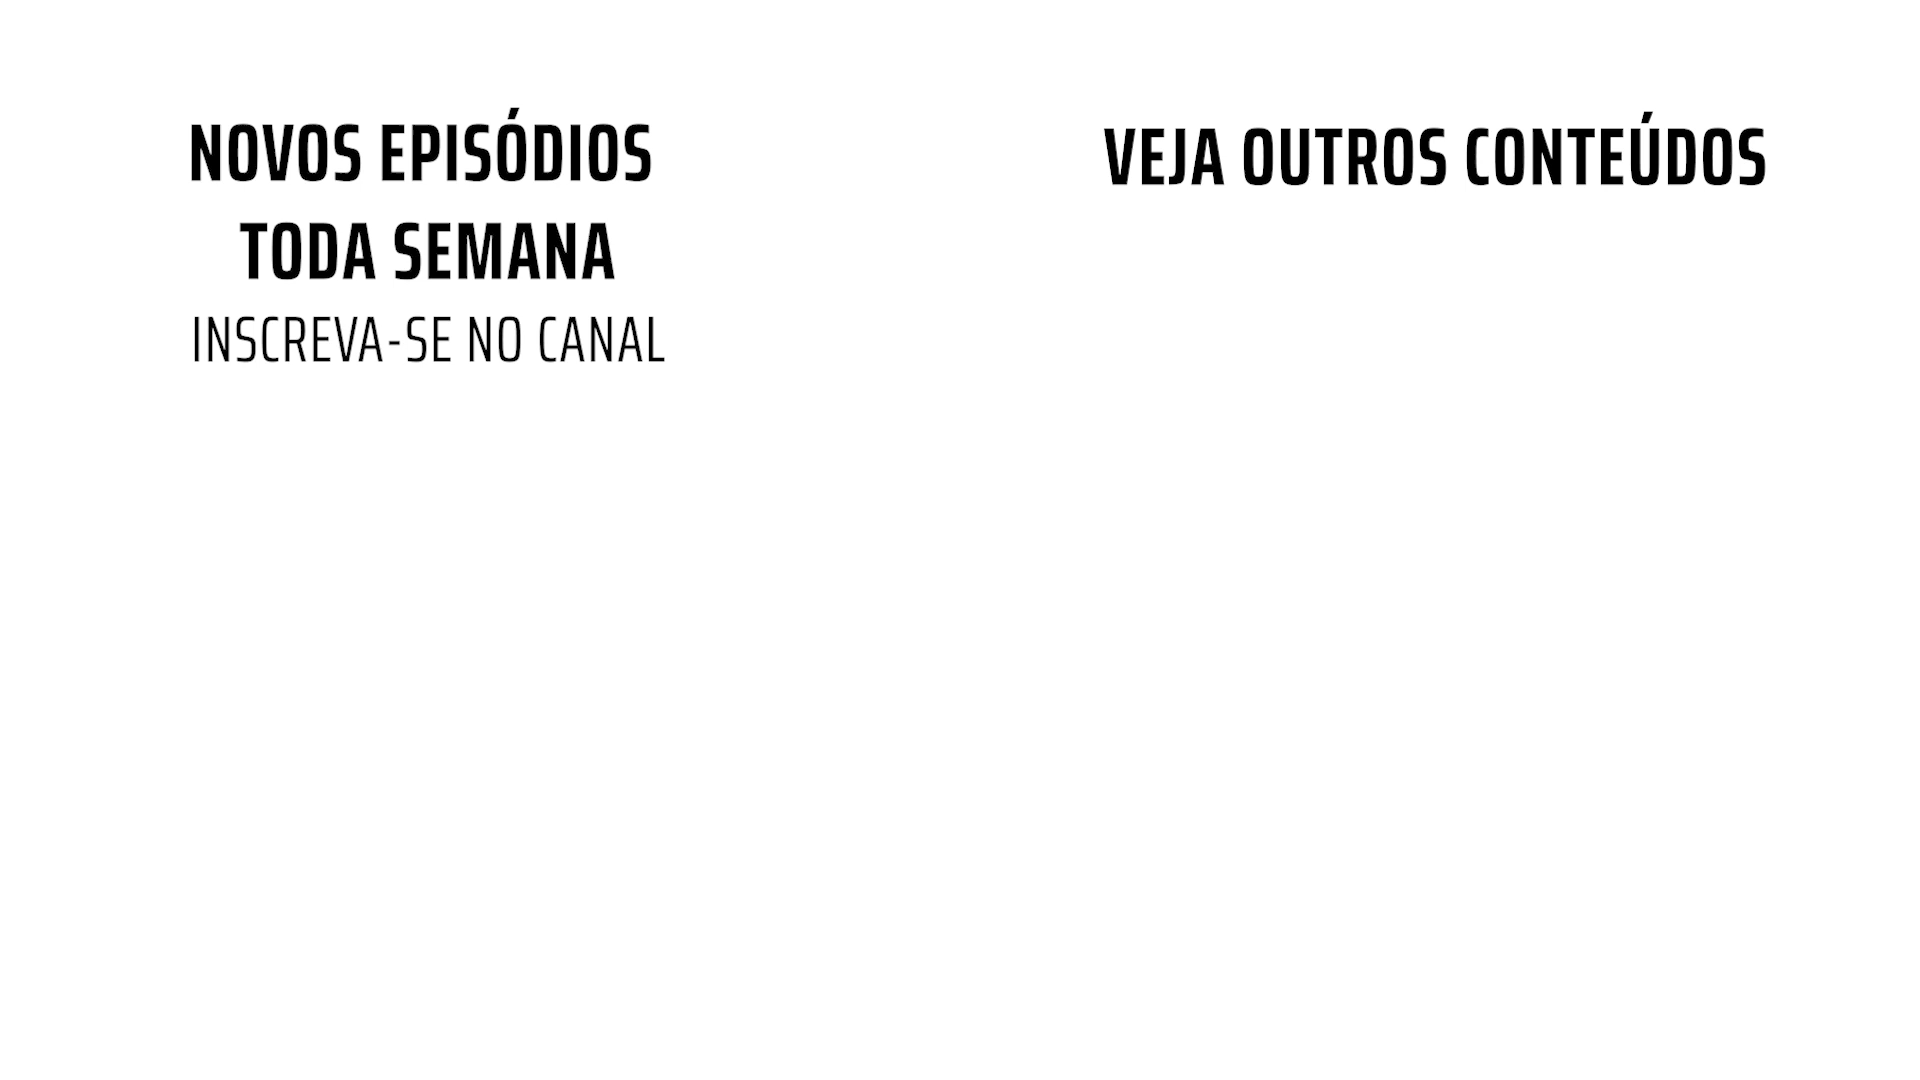 NOVOS EPISÓDIOS
TODA SEMANA
INSCREVA-SE NO CANAL
VEJA OUTROS CONTEÚDOS